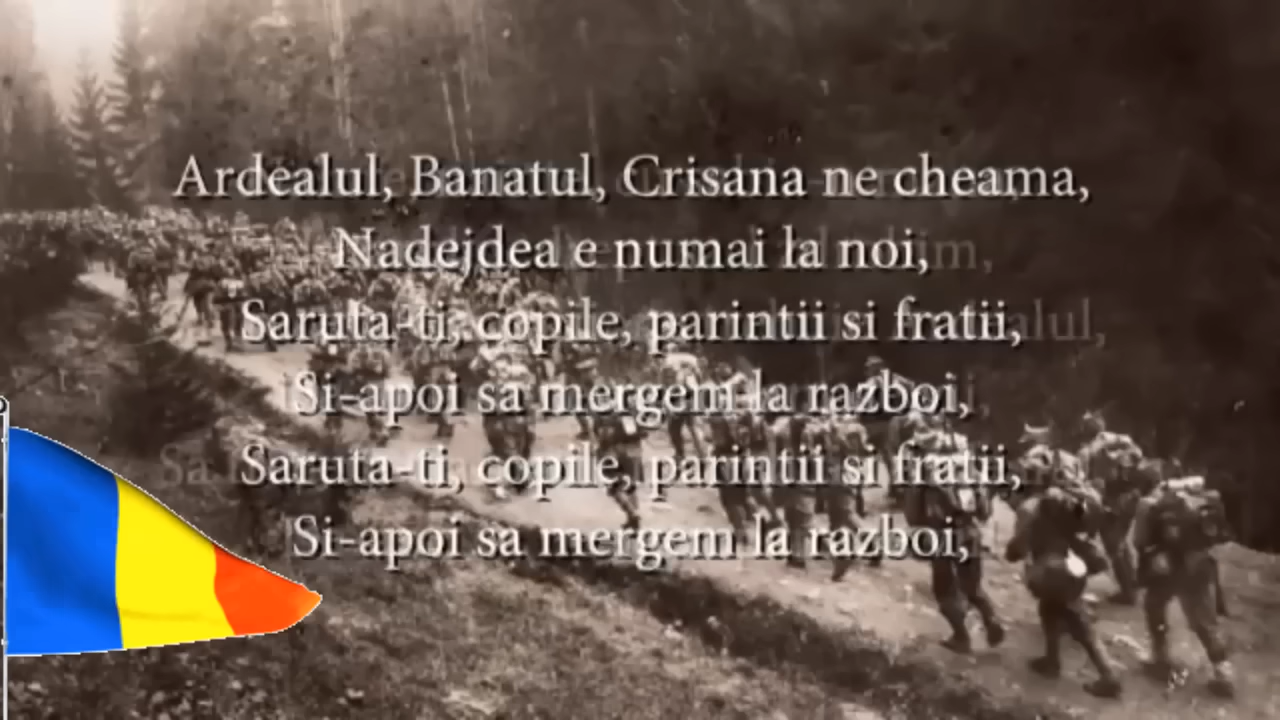 Ardealul, Banatul, Crisana ne cheama,
Nadejdea e numai la noi,
Saruta-ti, copile, parintii si fratii,
Si-apoi sa mergem la razboi,
Saruta-ti, copile, parintii si fratii,
Si-apoi sa mergem la razboi,